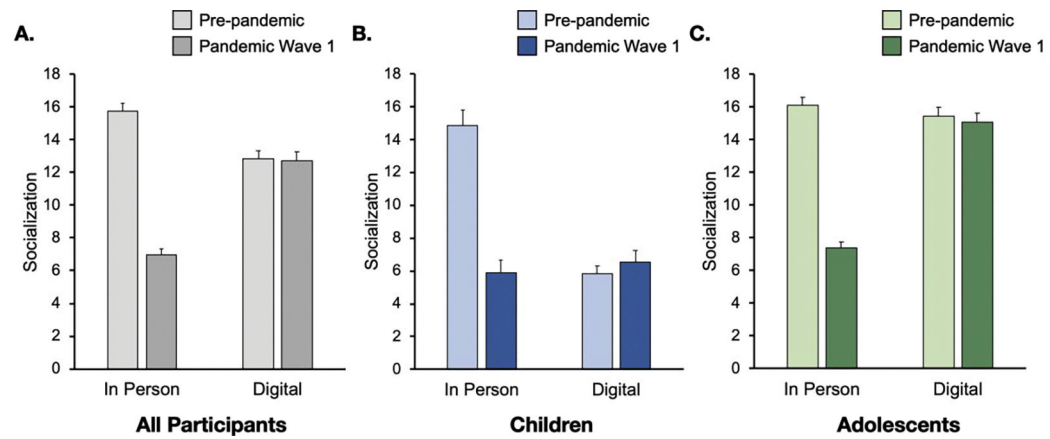 A.
Pre-pandemic
Pandemic Wave 1
18
16
14
12
10
8
6
4
2
0
Socialization
In Person
Digital
All Participants
B.
Pre-pandemic
Pandemic Wave 1
18
16
14
12
10
8
6
4
2
0
Socialization
In Person
Digital
Children
C.
Pre-pandemic
Pandemic Wave 1
18
16
14
12
10
8
6
4
2
0
Socialization
In Person
Digital
Adolescents